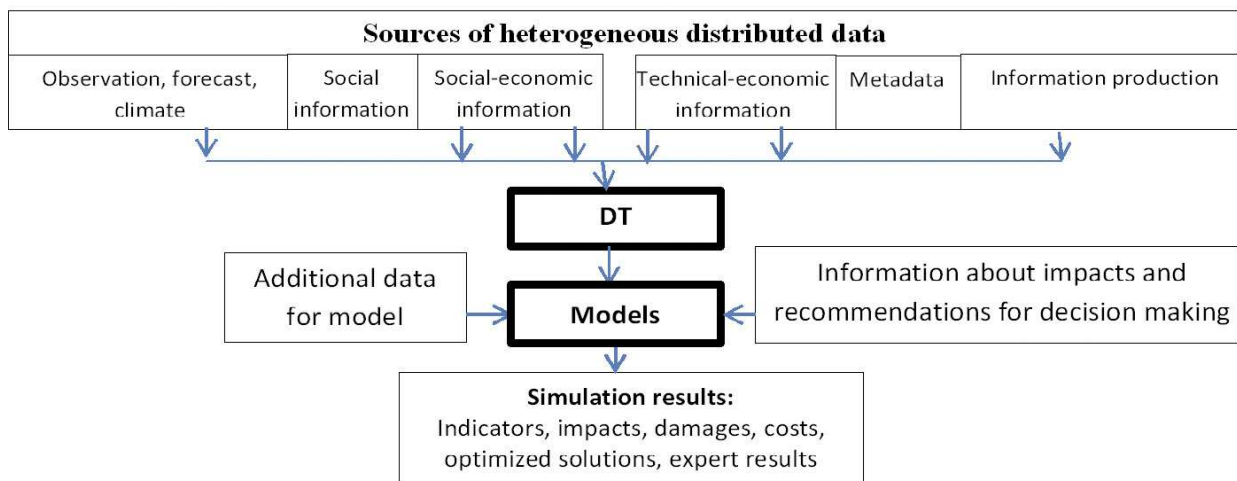 Sources of heterogeneous distributed data
Observation, forecast,
climate
Social
information
Social-economic
information
Technical-economic
information
Metadata
Information production
DT
Additional data
for model
Models
Information about impacts and
recommendations for decision making
Simulation results:
Indicators, impacts, damages, costs,
optimized solutions, expert results